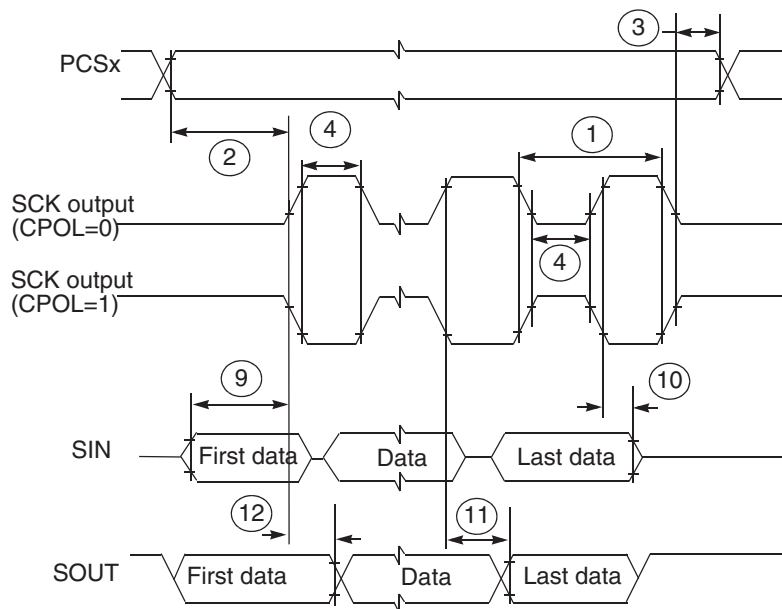 3
PCSx
2
4
1
SCK output
(CPOL=0)
4
SCK output
(CPOL=1)
9
10
SIN
First data
Data
Last data
12
11
SOUT
First data
Data
Last data